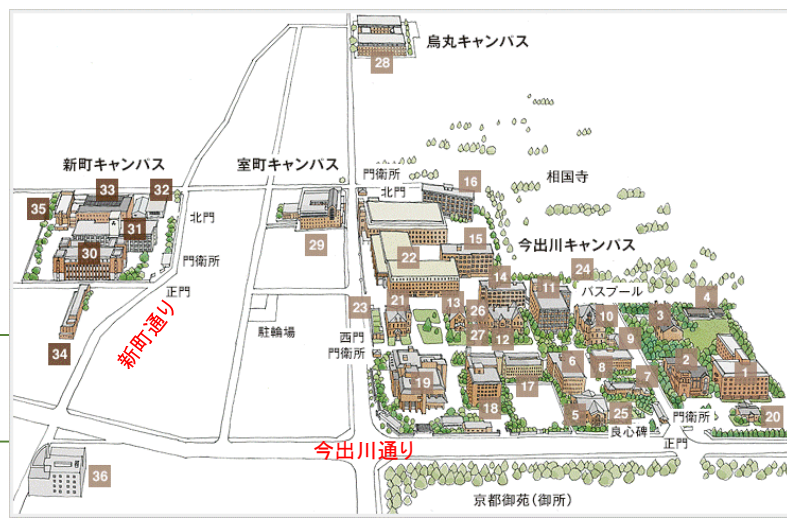 烏丸キャンパス
28
新町キャンパス
室町キャンパス
門衛所
北門
相国寺
33
32
35
31
30
北門
門衛所
正門
29
16
15
今出川キャンパス
22
14
11
24
バスプール
4
23
21
13
26
10
3
27
12
9
西門
門衛所
駐輪場
新町通り
34
6
8
2
1
19
17
7
18
5
25
門衛所
20
良心碑
正門
今出川通り
36
京都御苑(御所)